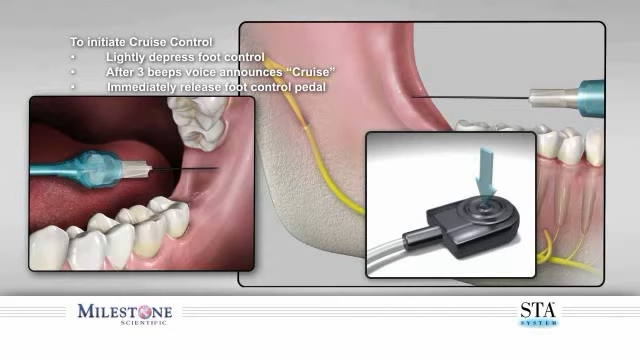 To initiate Cruise Control
• Lightly depress foot control
• After 3 beeps voice announces “Cruise”
• Immediately release foot control pedal
MILESTONE
SCIENTIFIC
STA
SYSTEM